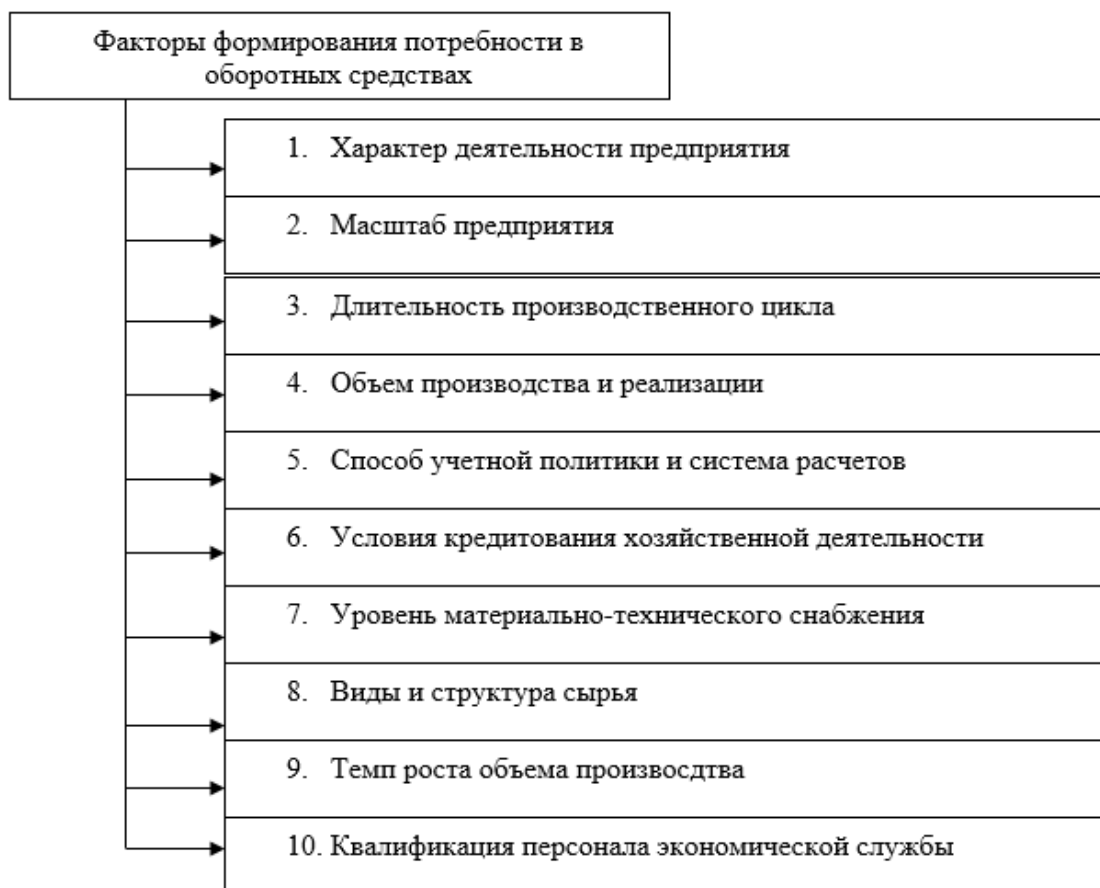 Факторы формирования потребности в
оборотных средствах
1. Характер деятельности предприятия
2. Масштаб предприятия
3. Длительность производственного цикла
4. Объем производства и реализации
5. Способ учетной политики и система расчетов
6. Условия кредитования хозяйственной деятельности
7. Уровень материально-технического снабжения
8. Виды и структура сырья
9. Темп роста объема произвосдтва
10. Квалификация персонала экономической службы